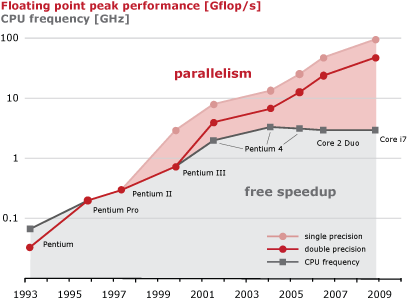 Floating point peak performance [Gflop/s]
CPU frequency [GHz]
100
parallelism
10
Pentium 4
Core 2 Duo
Core i7
1
Pentium III
Pentium II
free speedup
Pentium Pro
0.1
single precision
Pentium
double precision
CPU frequency
1993 1995 1997 1999 2001 2003 2005 2007 2009